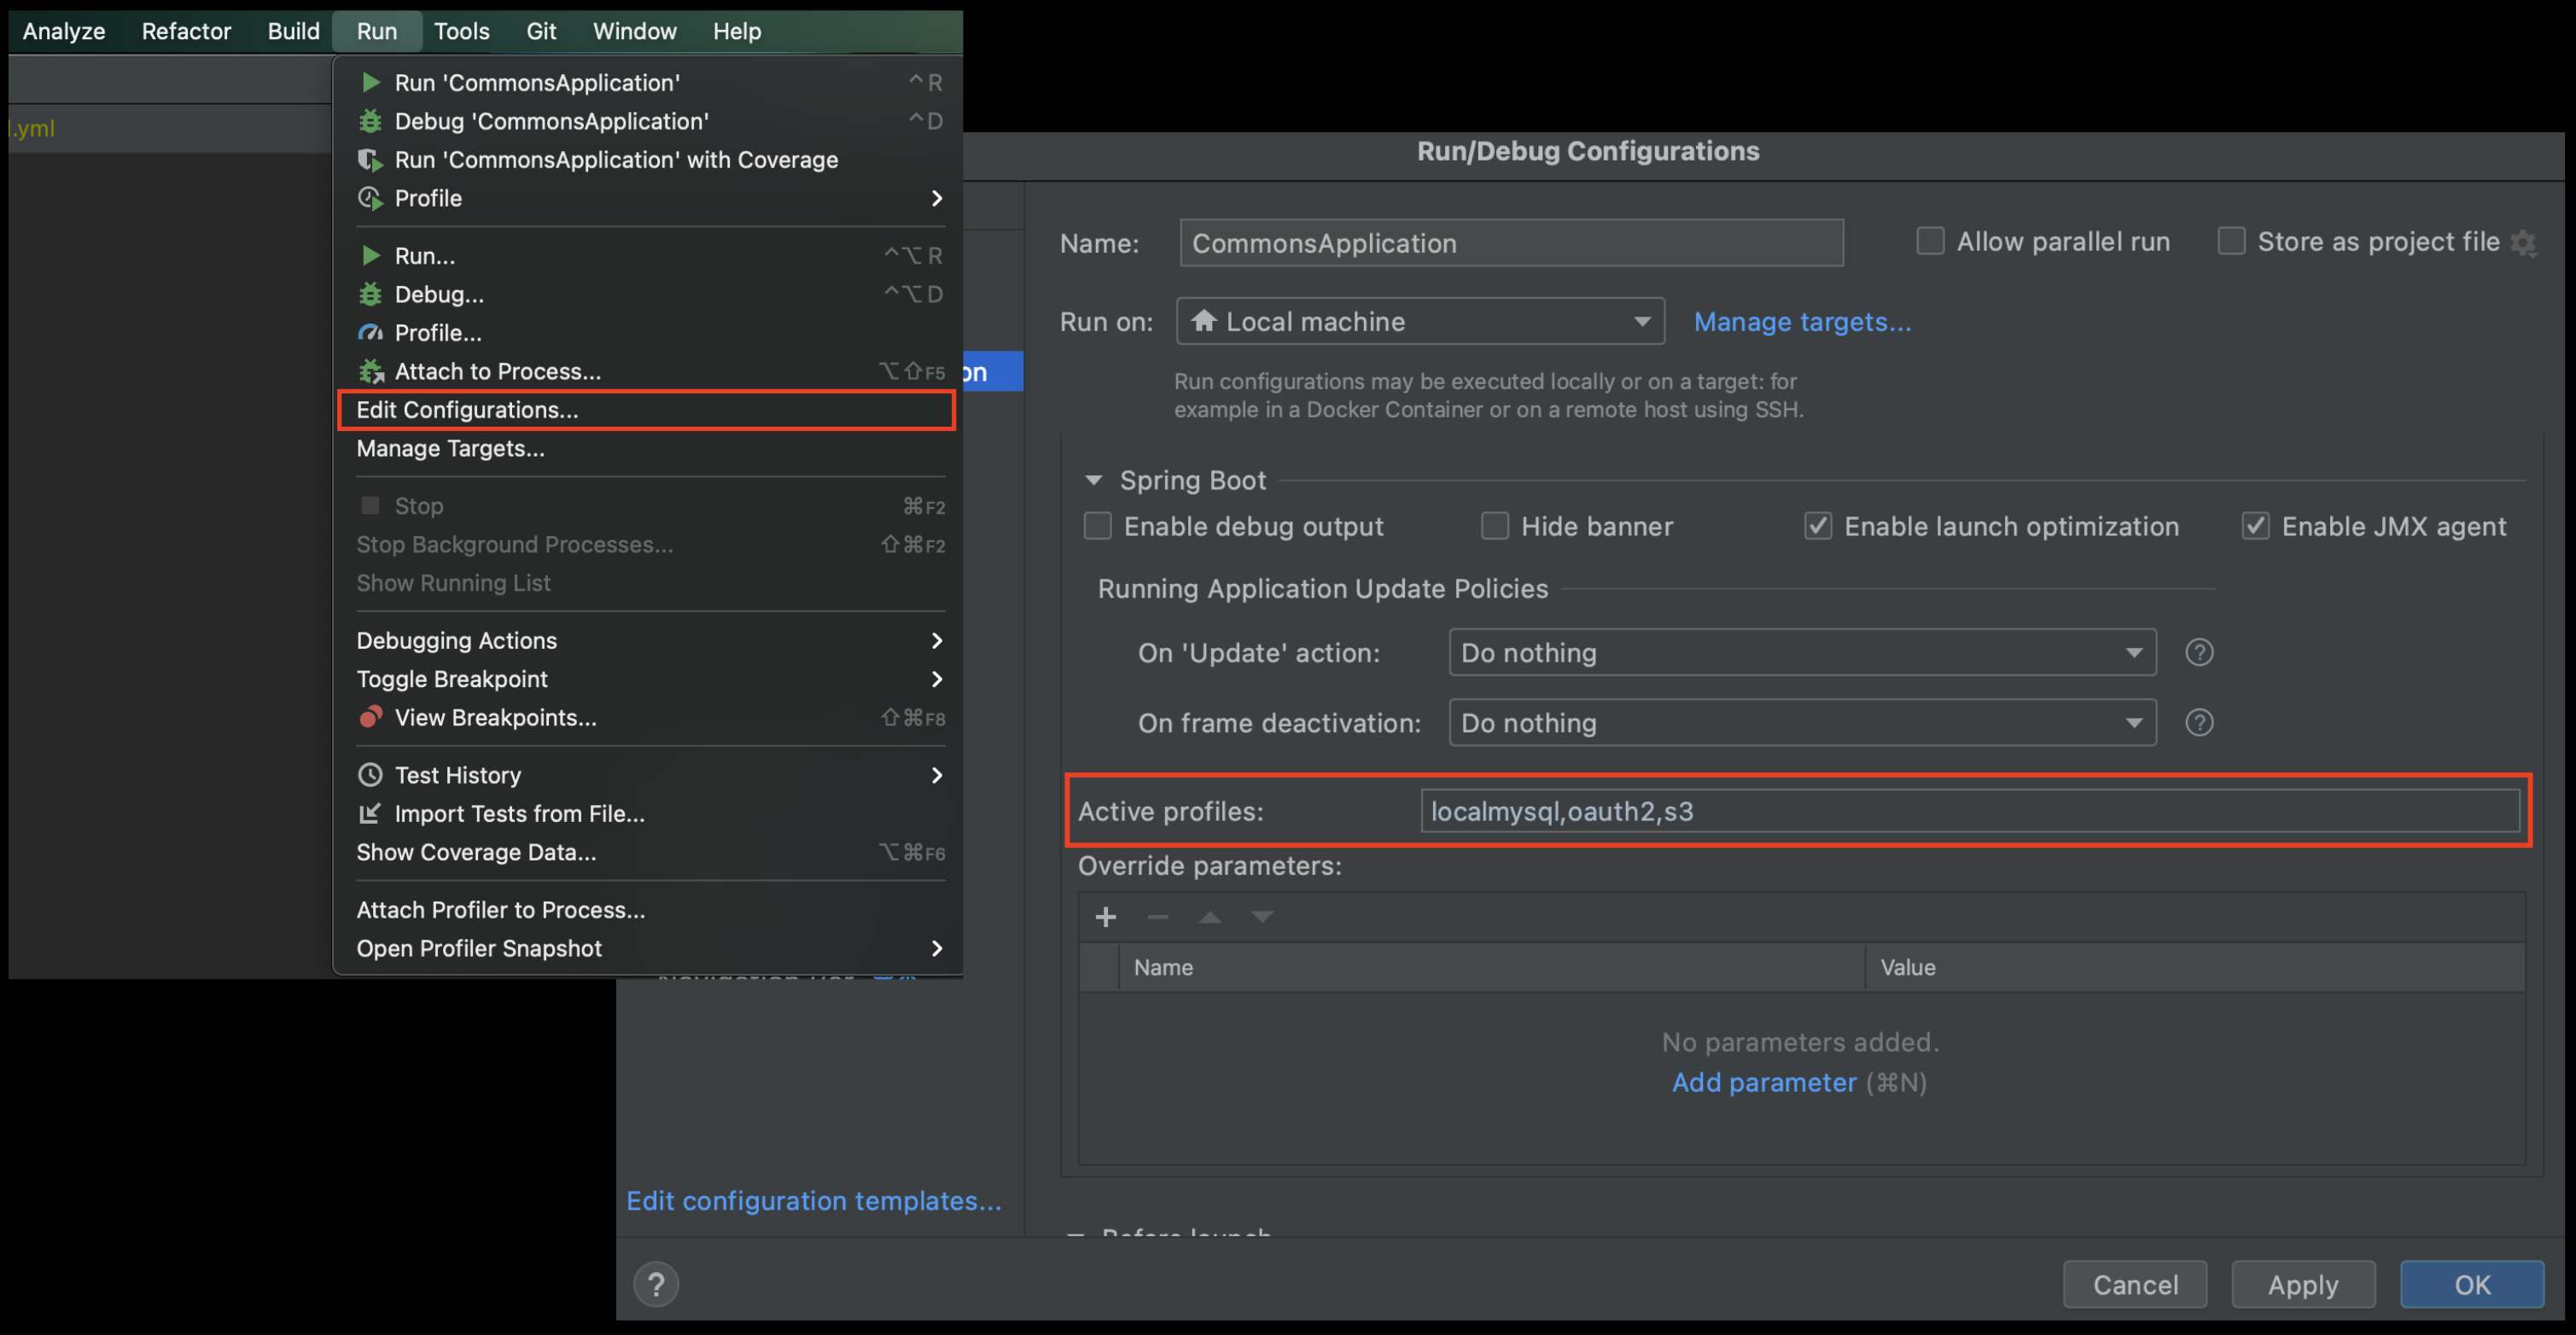 Analyze Refactor Build Run Tools Git Window Help
.yml
Run 'CommonsApplication' ^ R
Debug 'CommonsApplication' ^ D
Run 'CommonsApplication' with Coverage
Profile
Run... ^⌥ R
Debug... ^⌥ D
Profile...
Attach to Process... ⌥⇧F5
Edit Configurations...
Manage Targets...
Stop ⌘F2
Stop Background Processes... ⇧⌘F2
Show Running List
Debugging Actions
Toggle Breakpoint
View Breakpoints... ⇧⌘F8
Test History
Import Tests from File...
Show Coverage Data... ⌥⌘F6
Attach Profiler to Process...
Open Profiler Snapshot
Run/Debug Configurations
on
Name: CommonsApplication Allow parallel run Store as project file
Run on: Local machine Manage targets...
Run configurations may be executed locally or on a target: for
example in a Docker Container or on a remote host using SSH.
Spring Boot
Enable debug output Hide banner Enable launch optimization Enable JMX agent
Running Application Update Policies
On 'Update' action: Do nothing ?
On frame deactivation: Do nothing ?
Active profiles: localmysql,oauth2,s3
Override parameters:
Name Value
No parameters added.
Add parameter (⌘N)
Edit configuration templates...
Before launch
? Cancel Apply OK